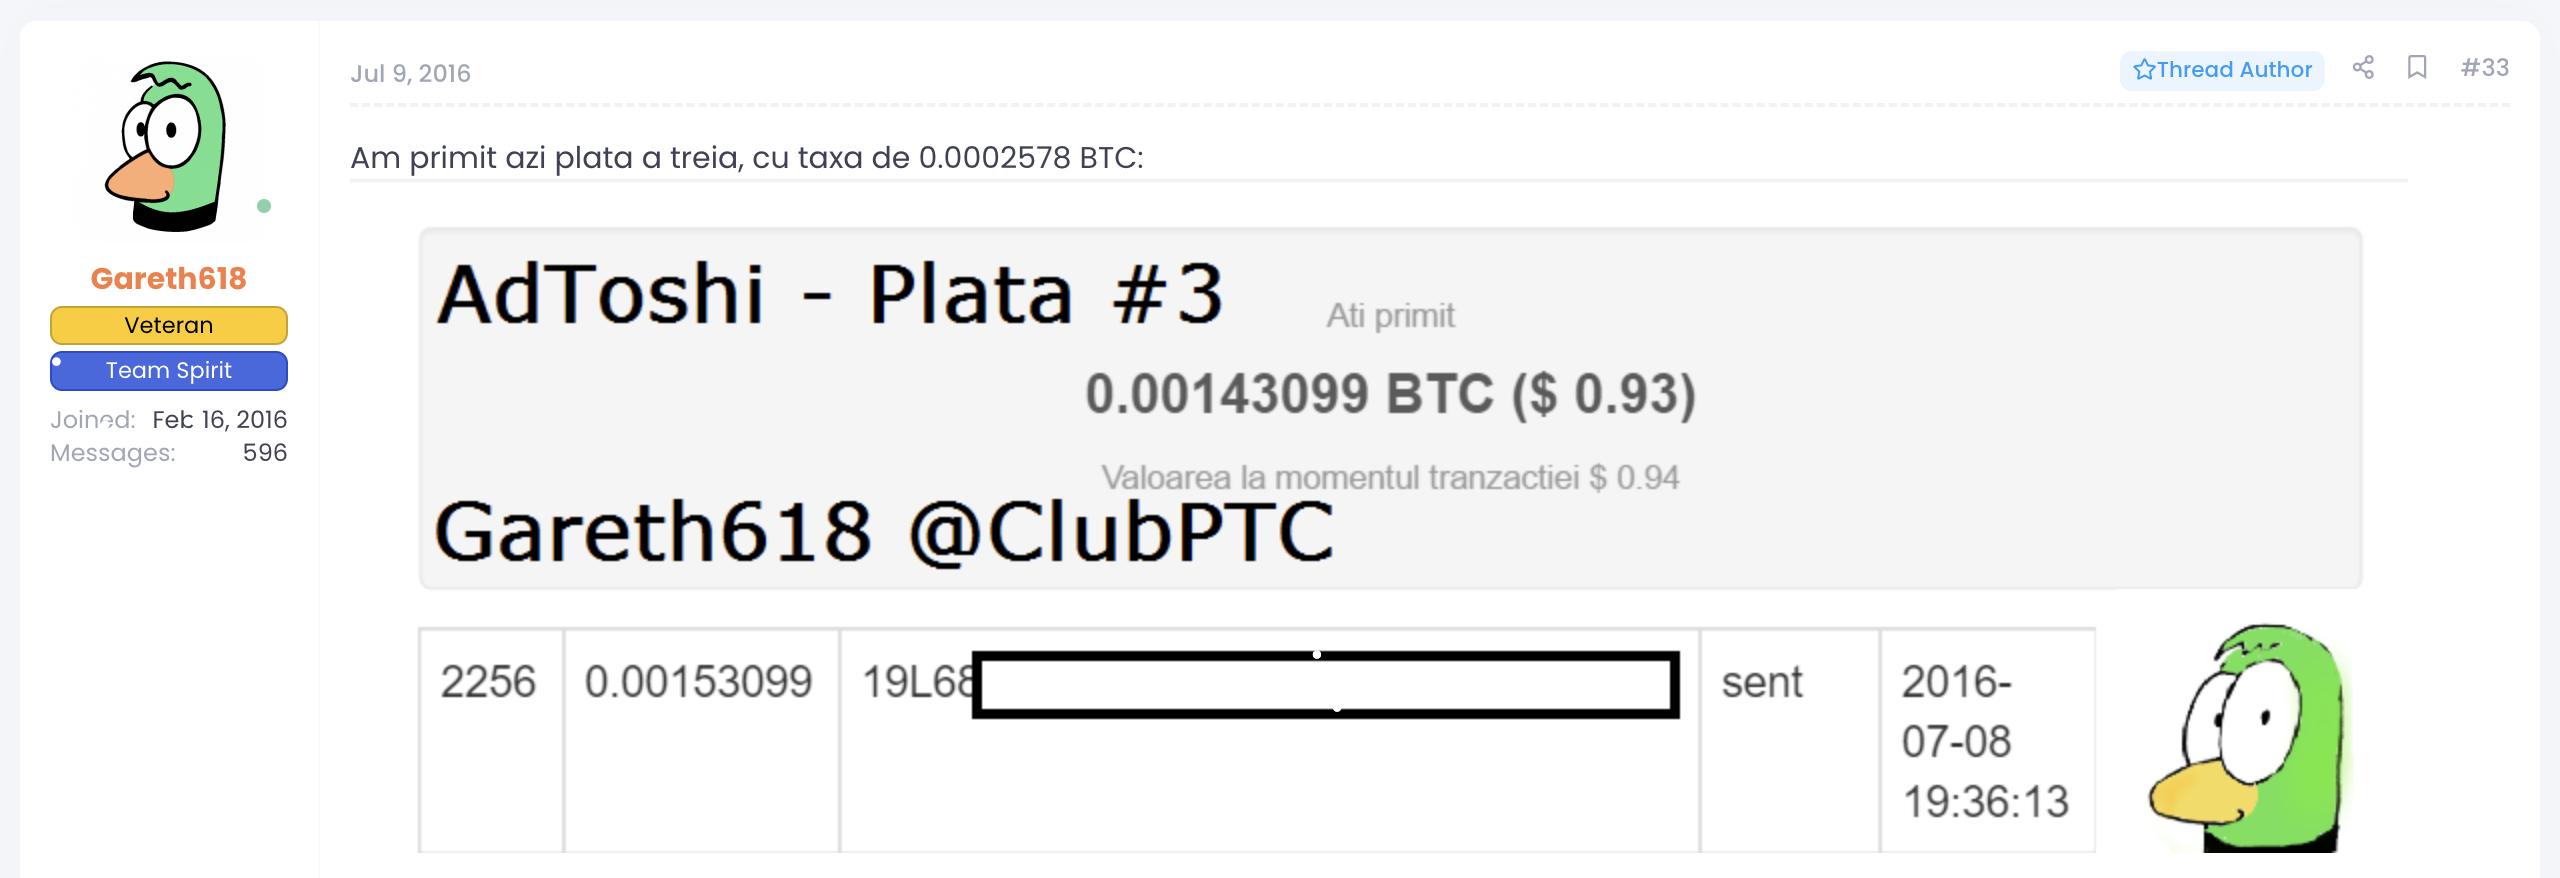 Jul 9, 2016
Thread Author
#33
Gareth618
Veteran
Team Spirit
Joined: Feb 16, 2016
Messages: 596
Am primit azi plata a treia, cu taxa de 0.0002578 BTC:
AdToshi - Plata #3
Ati primit
0.00143099 BTC ($ 0.93)
Valoarea la momentul tranzactiei $ 0.94
Gareth618 @ClubPTC
2256 0.00153099 19L68 sent 2016-
07-08
19:36:13